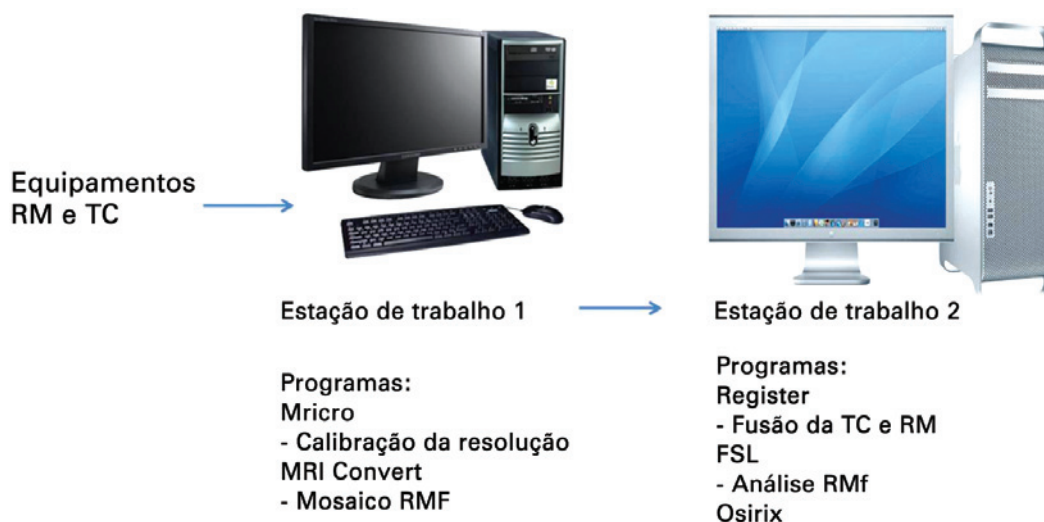 Equipamentos
RM e TC
Estação de trabalho 1
Programas:
Mricro
- Calibração da resolução
MRI Convert
- Mosaico RMF
Estação de trabalho 2
Programas:
Register
- Fusão da TC e RM
FSL
- Análise RMf
Osirix